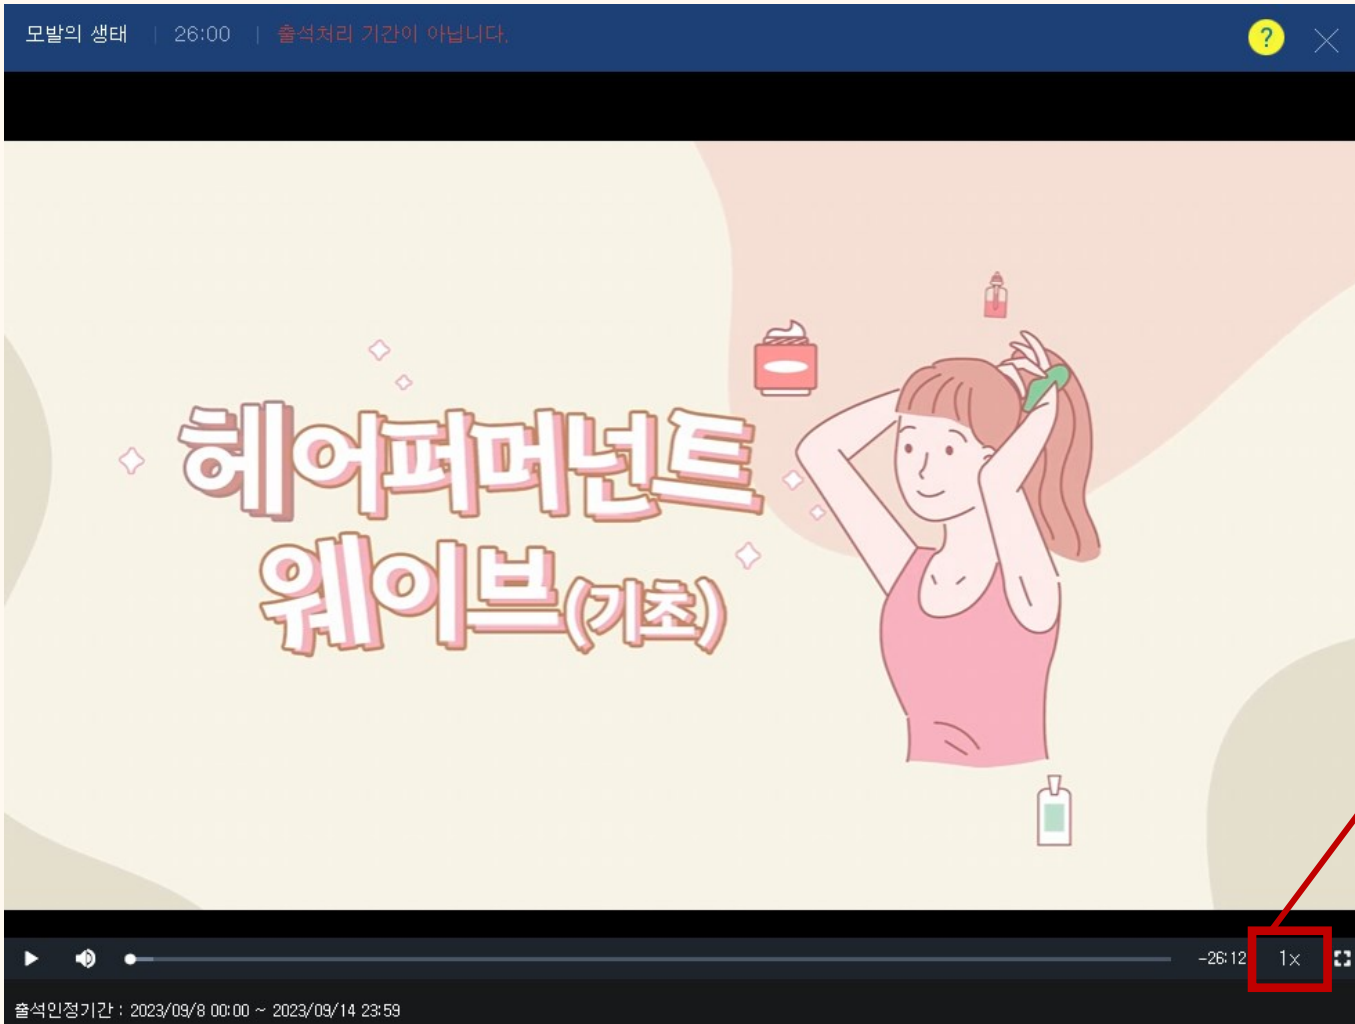 모발의 생태 | 26:00 | 출석처리 기간이 아닙니다. ?
헤어퍼머넌트
웨이브(기초)
-26:12 1x
출석인정기간 : 2023/09/8 00:00 ~ 2023/09/14 23:59